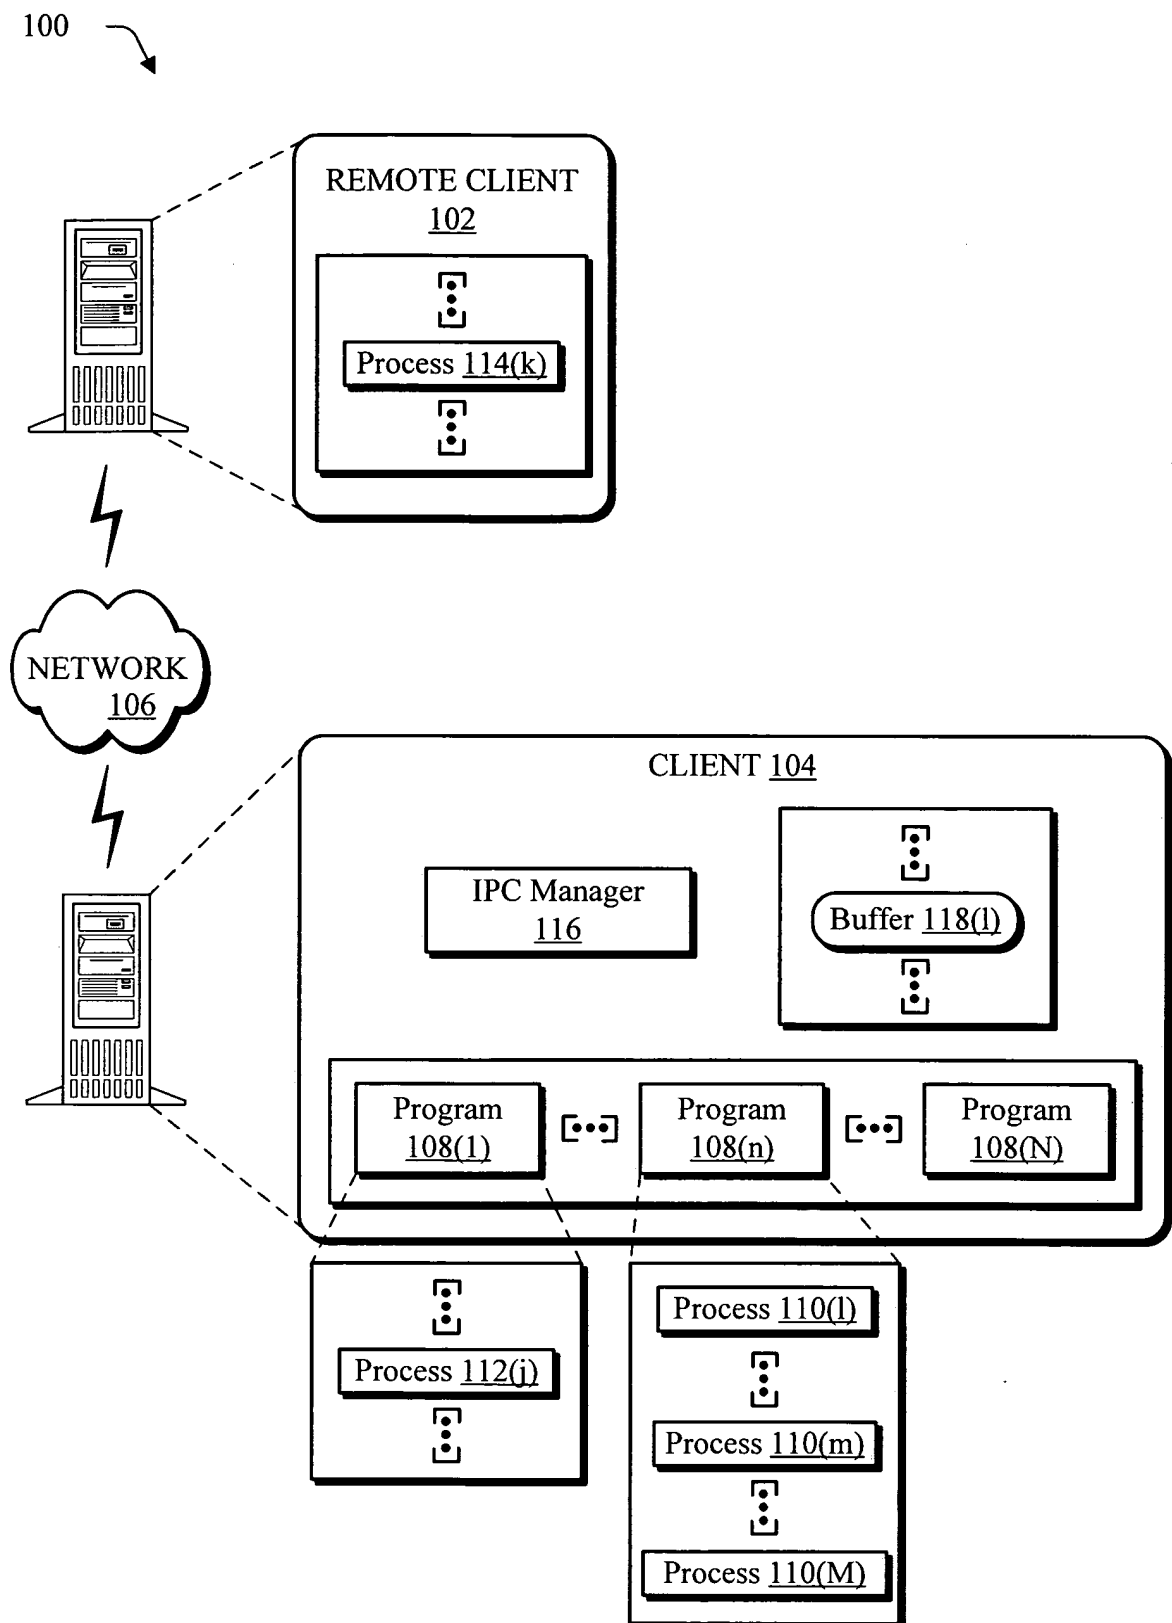 100
REMOTE CLIENT
102
Process 114(k)
NETWORK
106
CLIENT 104
IPC Manager
116
Buffer 118(l)
Program
108(1)
Program
108(n)
Program
108(N)
Process 112(j)
Process 110(l)
Process 110(m)
Process 110(M)